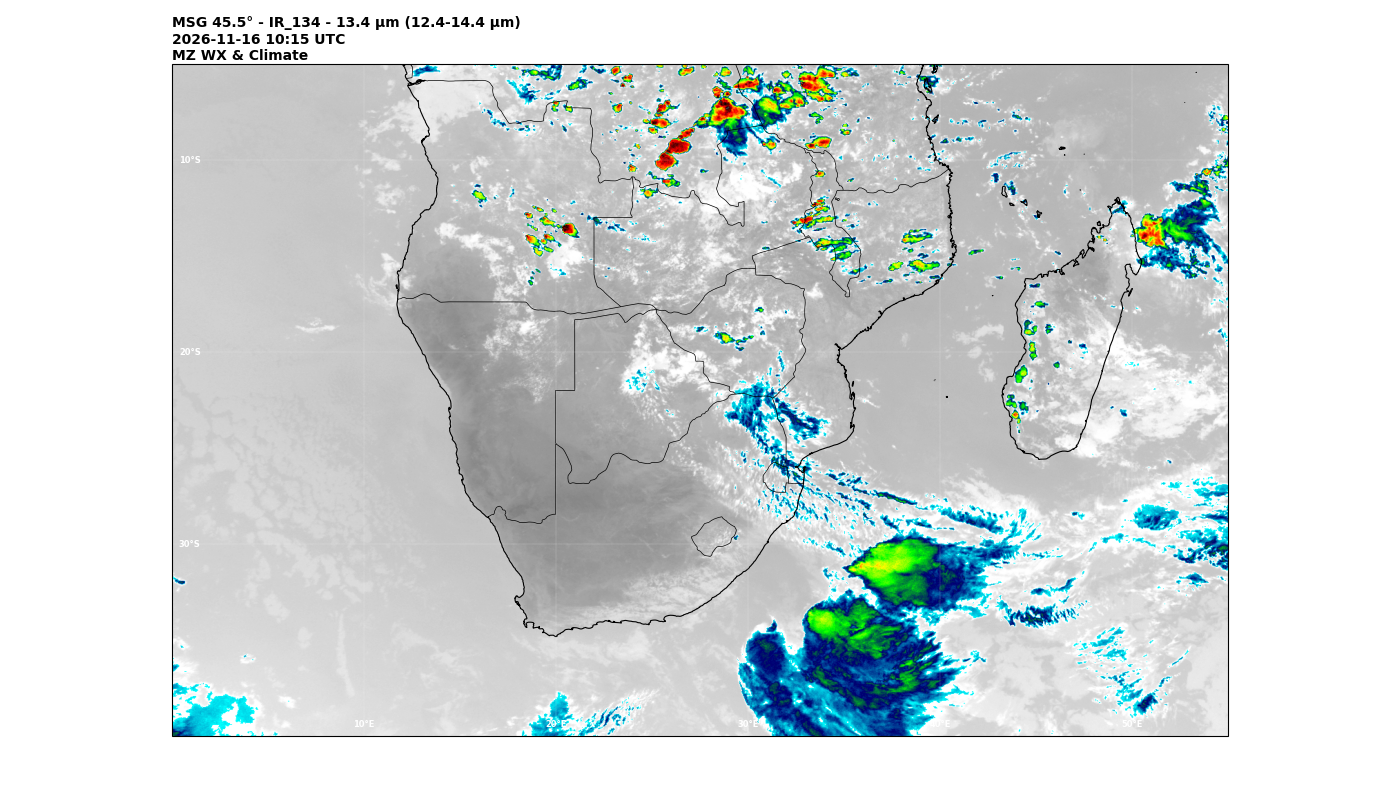 MSG 45.5° - IR_134 - 13.4 µm (12.4-14.4 µm)
2026-11-16 10:15 UTC
MZ WX & Climate
10°S
20°S
30°S
10°E 20°E 30°E 50°E